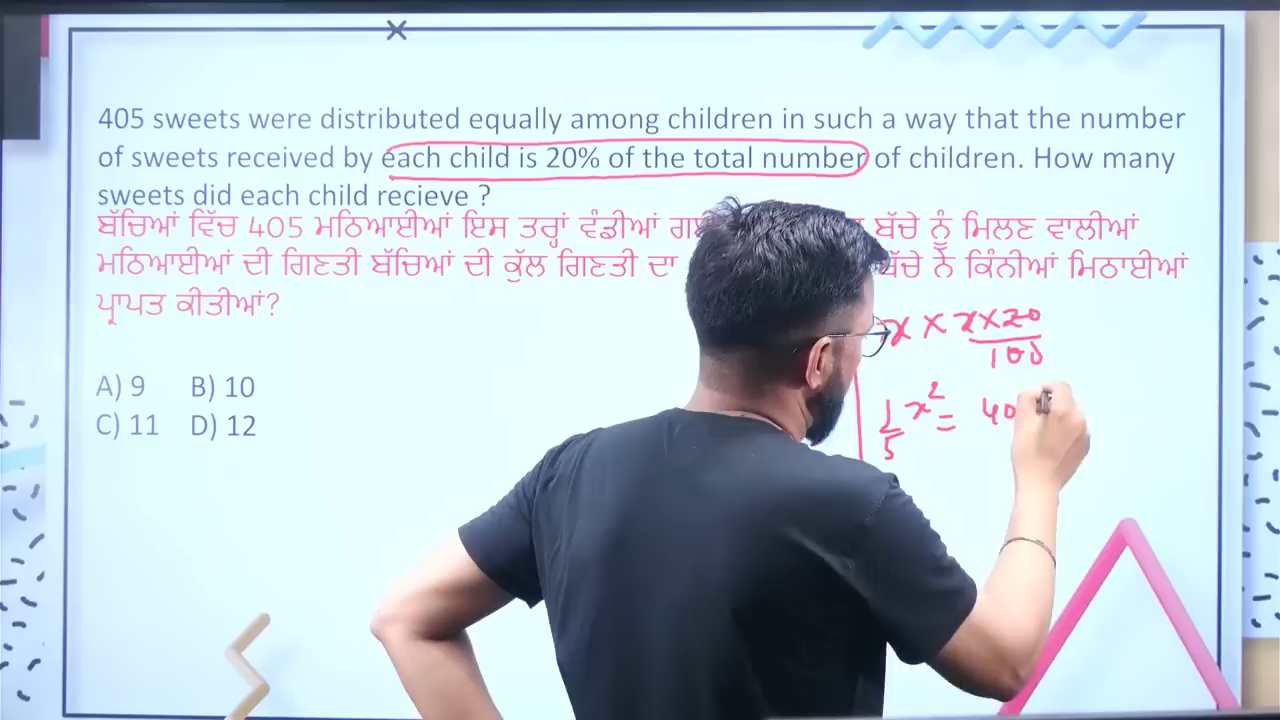 405 sweets were distributed equally among children in such a way that the number
of sweets received by each child is 20% of the total number of children. How many
sweets did each child recieve ?
ਬੱਚਿਆਂ ਵਿੱਚ 405 ਮਠਿਆਈਆਂ ਇਸ ਤਰ੍ਹਾਂ ਵੰਡੀਆਂ ਬੱਚੇ ਨੂੰ ਮਿਲਣ ਵਾਲੀਆਂ
ਮਠਿਆਈਆਂ ਦੀ ਗਿਣਤੀ ਬੱਚਿਆਂ ਦੀ ਕੁੱਲ ਗਿਣਤੀ ਦਾ ਨੇ ਕਿੰਨੀਆਂ ਮਿਠਾਈਆਂ
ਪ੍ਰਾਪਤ ਕੀਤੀਆਂ?
x × x×20/100
A) 9 B) 10
1/5 x² = 40
C) 11 D) 12